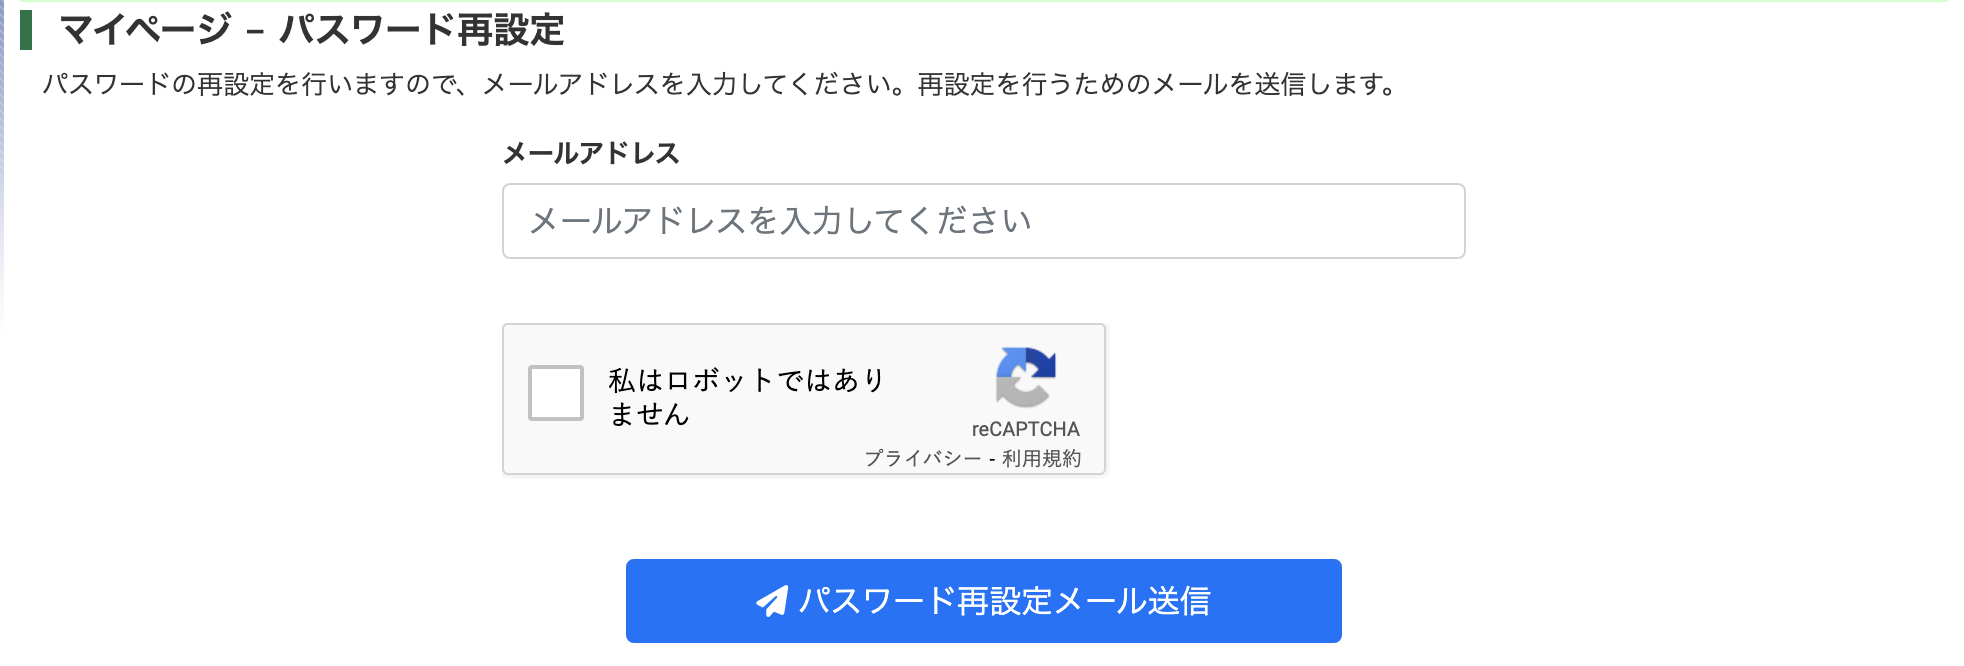 マイページ – パスワード再設定
パスワードの再設定を行いますので、メールアドレスを入力してください。再設定を行うためのメールを送信します。
メールアドレス
メールアドレスを入力してください
私はロボットではあり
ません
reCAPTCHA
プライバシー - 利用規約
パスワード再設定メール送信